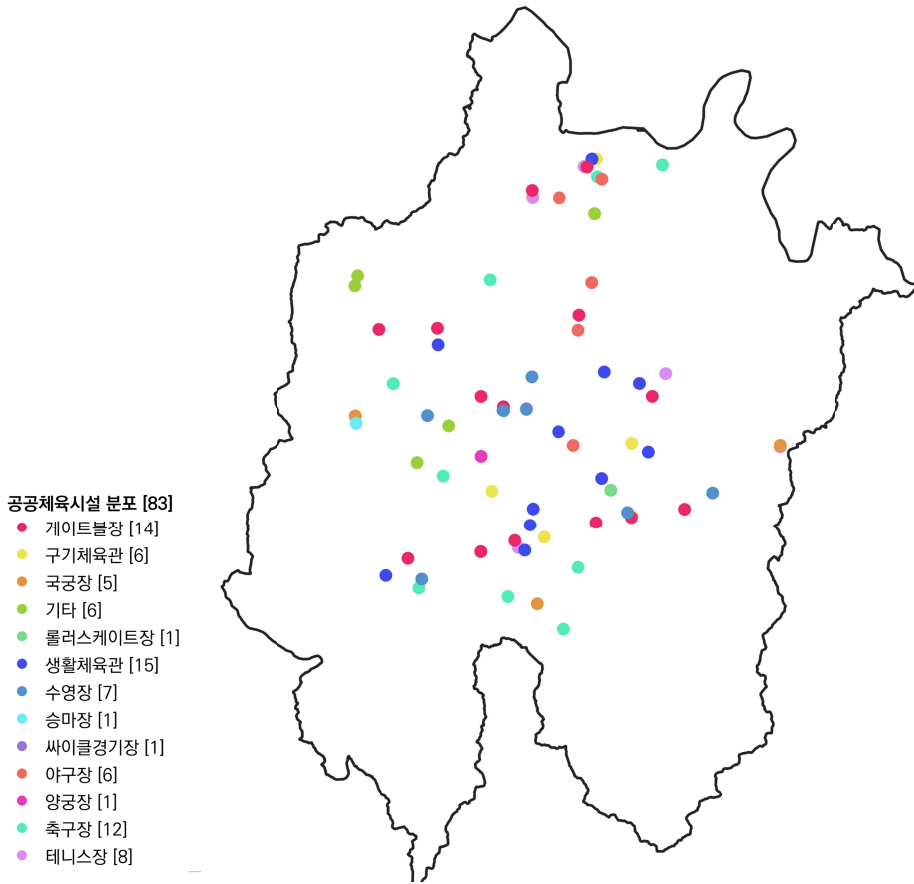 공공체육시설 분포 [83]
게이트볼장 [14]
구기체육관 [6]
국궁장 [5]
기타 [6]
롤러스케이트장 [1]
생활체육관 [15]
수영장 [7]
승마장 [1]
싸이클경기장 [1]
야구장 [6]
양궁장 [1]
축구장 [12]
테니스장 [8]